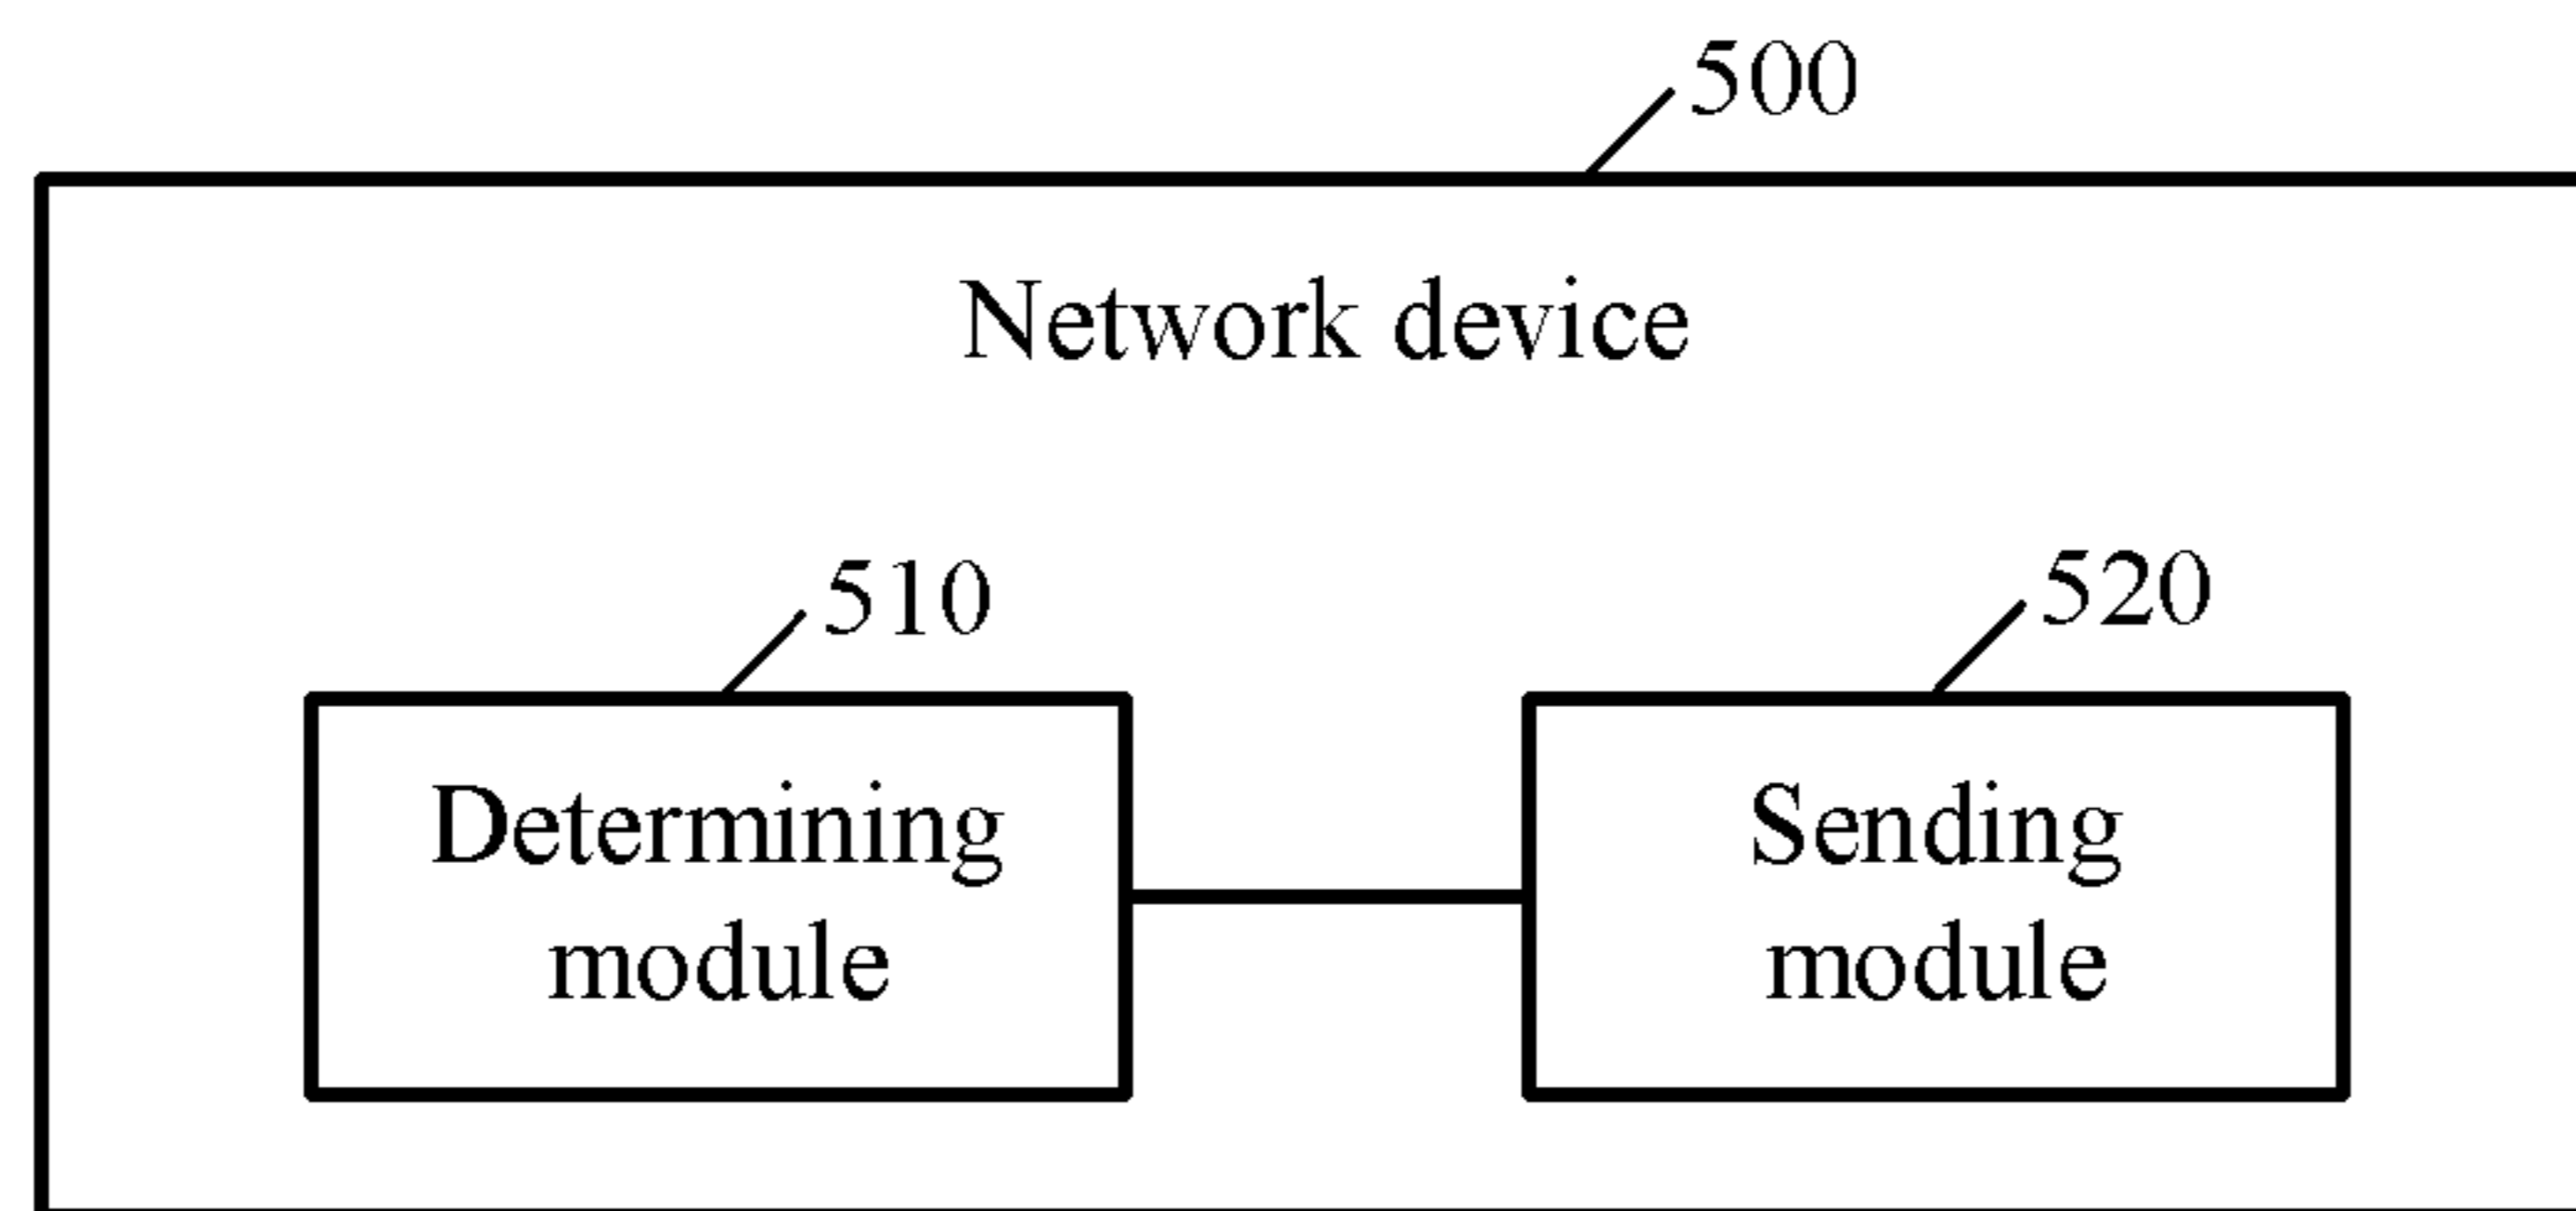 500
Network device
510
520
Determining
module
Sending
module